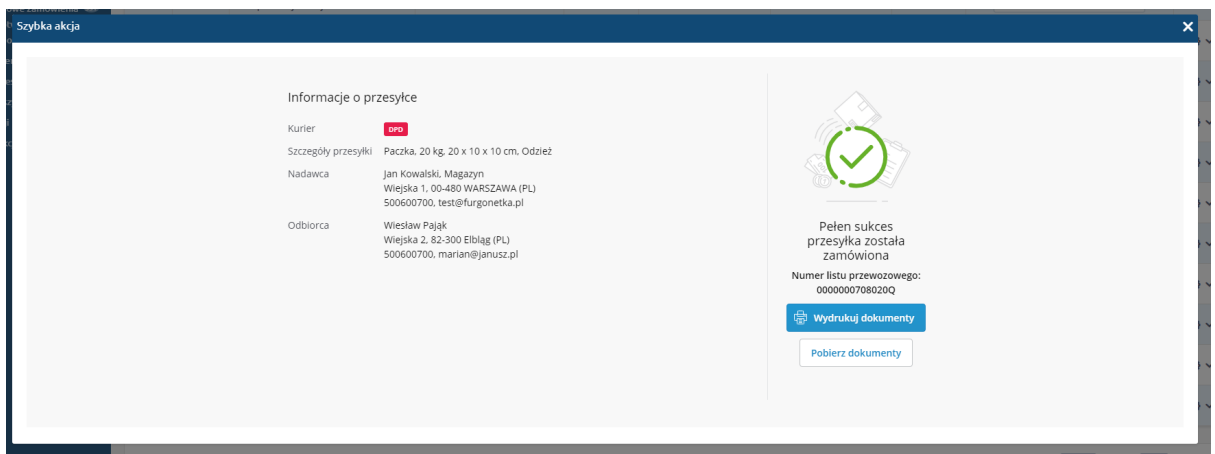 Szybka akcja
Informacje o przesyłce
Kurier DPD
Szczegóły przesyłki Paczka, 20 kg, 20 x 10 x 10 cm, Odzież
Nadawca Jan Kowalski, Magazyn
Wiejska 1, 00-480 WARSZAWA (PL)
500600700, test@furgonetka.pl
Odbiorca Wiesław Pająk
Wiejska 2, 82-300 Elbląg (PL)
500600700, marian@janusz.pl
Pełen sukces
przesyłka została
zamówiona
Numer listu przewozowego:
0000000708020Q
Wydrukuj dokumenty
Pobierz dokumenty